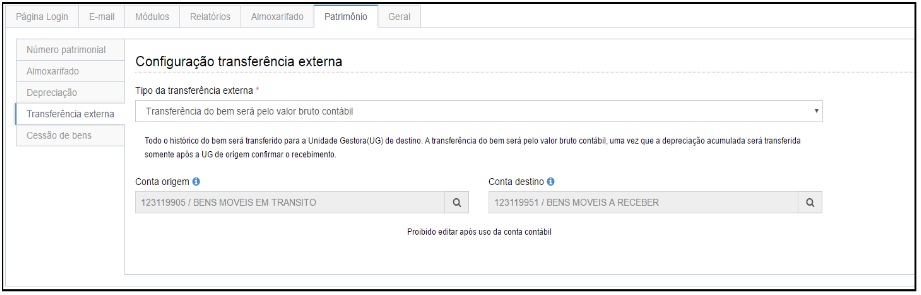 Página Login E-mail Módulos Relatórios Almoxarifado Patrimônio Geral
Número patrimonial
Almoxarifado
Depreciação
Transferência externa
Cessão de bens
Configuração transferência externa
Tipo da transferência externa *
Transferência do bem será pelo valor bruto contábil
Todo o histórico do bem será transferido para a Unidade Gestora(UG) de destino. A transferência do bem será pelo valor bruto contábil, uma vez que a depreciação acumulada será transferida
somente após a UG de origem confirmar o recebimento.
Conta origem
Conta destino
123119905 / BENS MOVEIS EM TRANSITO
123119951 / BENS MOVEIS A RECEBER
Proibido editar após uso da conta contábil